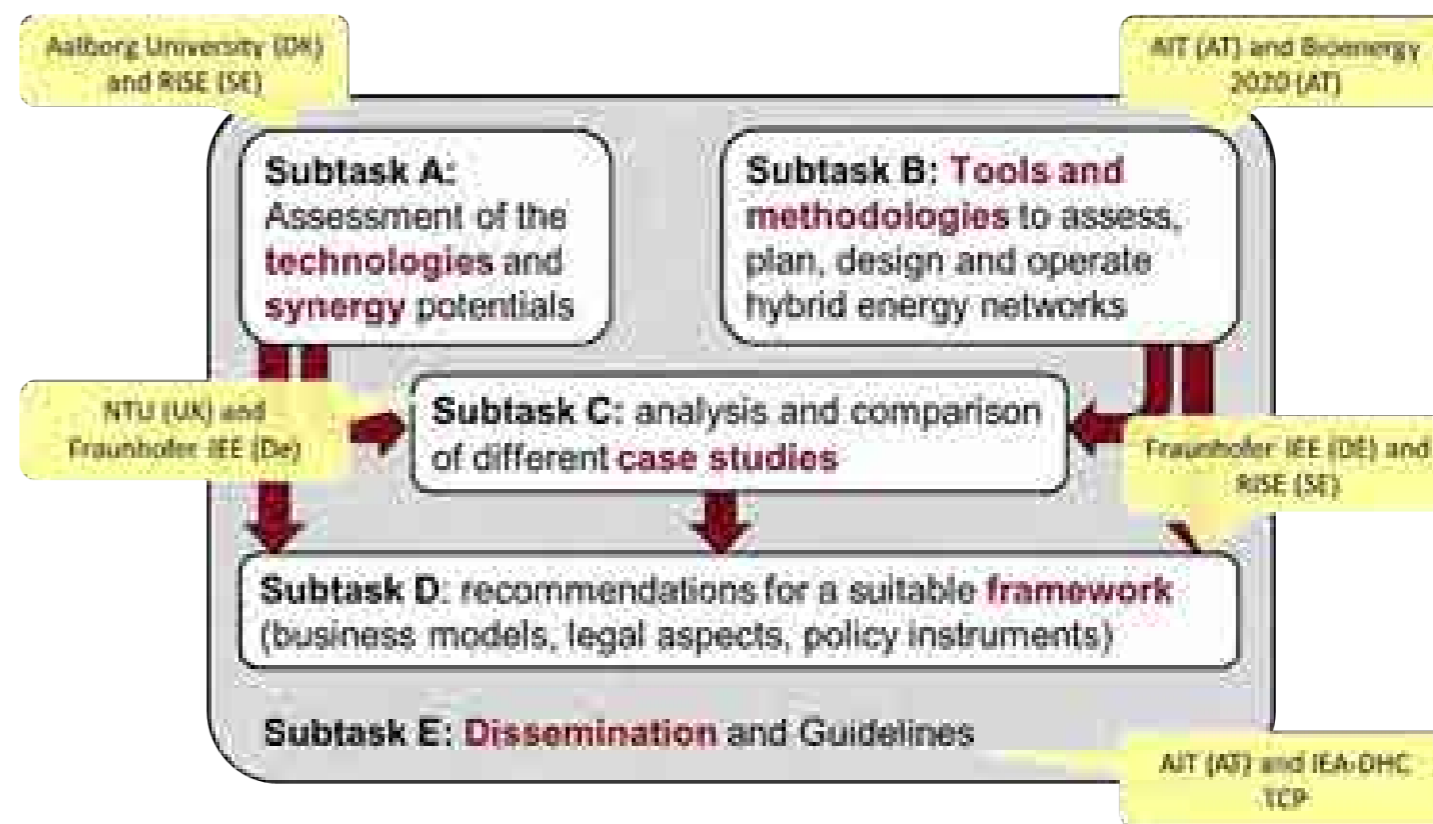 Aalborg University (DK)
and RISE (SE)
AIT (AT) and Bioenergy
2020 (AT)
Subtask A:
Assessment of the
technologies and
synergy potentials
Subtask B: Tools and
methodologies to assess,
plan, design and operate
hybrid energy networks
NTU (UK) and
Fraunhofer IEE (De)
Subtask C: analysis and comparison
of different case studies
Fraunhofer IEE (DE) and
RISE (SE)
Subtask D: recommendations for a suitable framework
(business models, legal aspects, policy instruments)
Subtask E: Dissemination and Guidelines
AIT (AT) and IEA-DHC
TCP